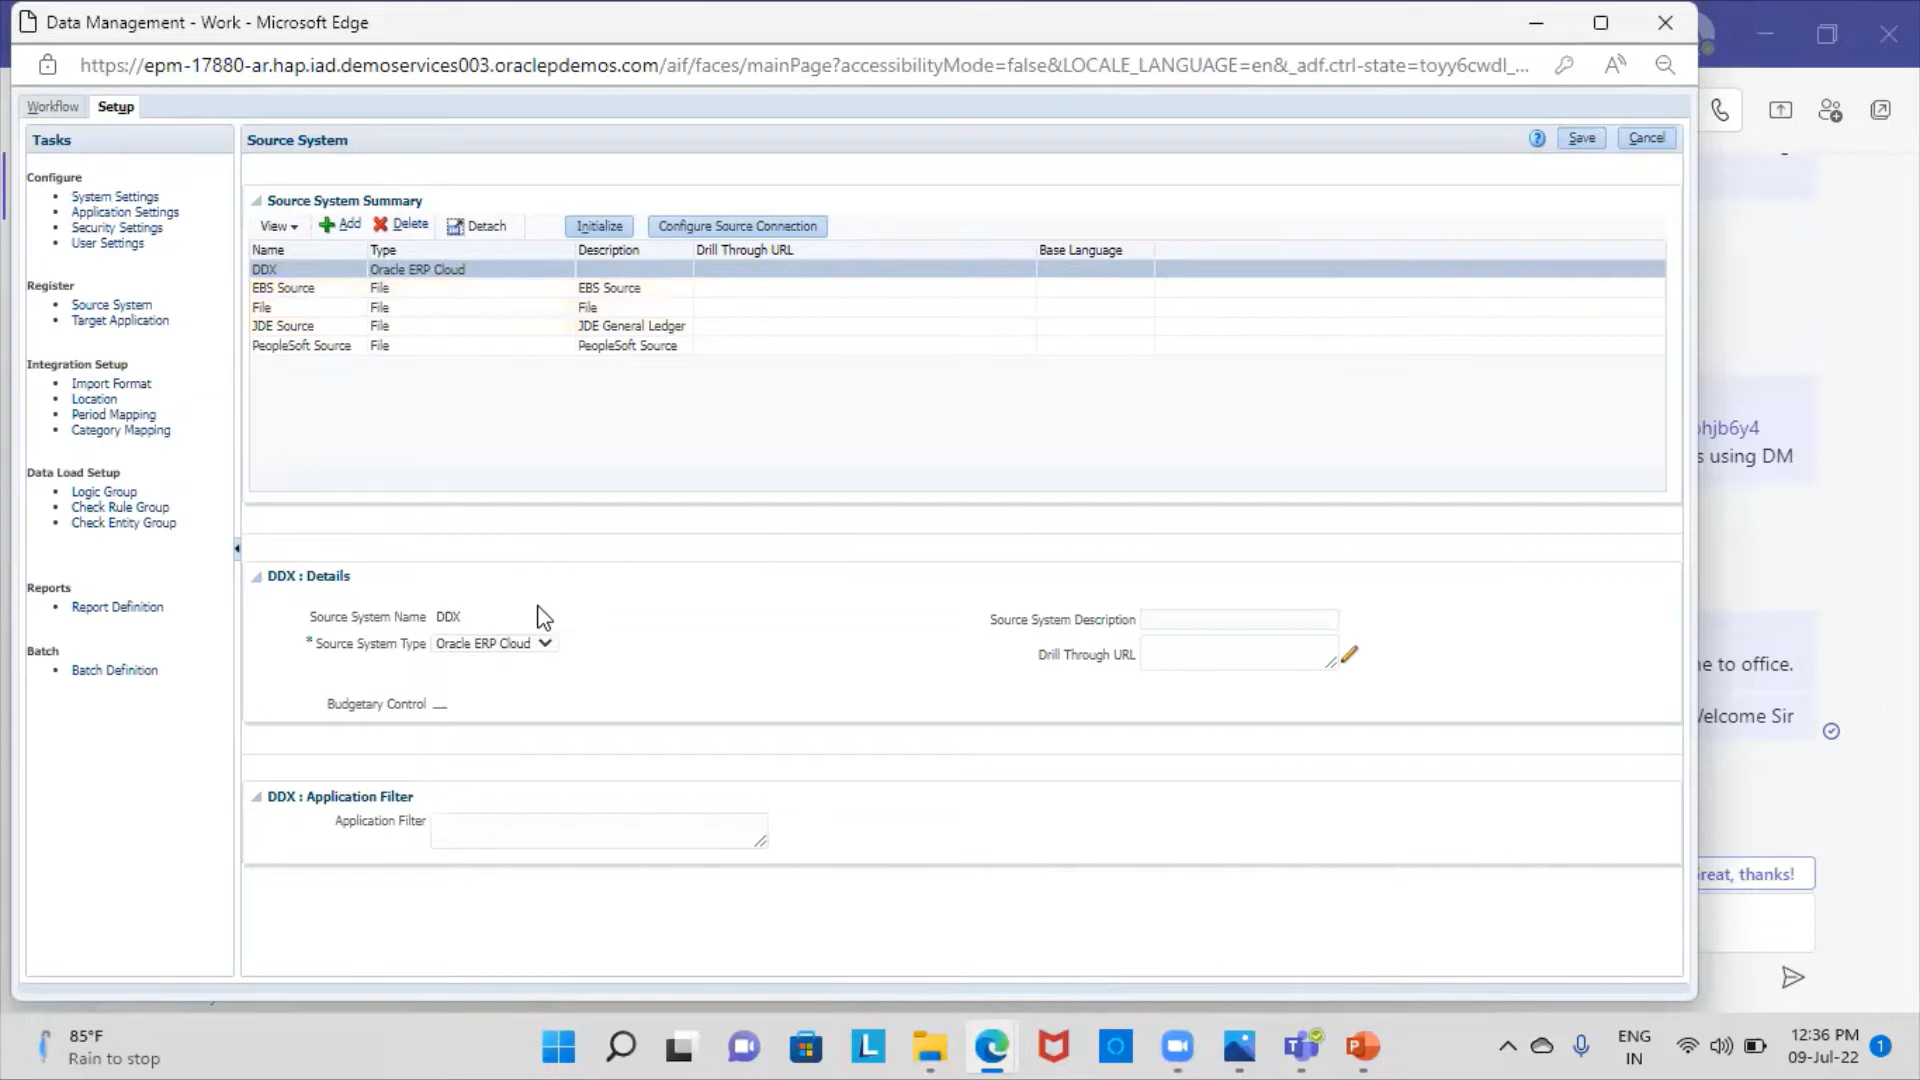 Data Management - Work - Microsoft Edge
https://epm-17880-ar.hap.iad.demoservices003.oraclepdemos.com/aif/faces/mainPage?accessibilityMode=false&LOCALE_LANGUAGE=en&_adf.ctrl-state=toyy6cwdl_...
Workflow Setup
Tasks
Configure
System Settings
Application Settings
Security Settings
User Settings
Register
Source System
Target Application
Integration Setup
Import Format
Location
Period Mapping
Category Mapping
Data Load Setup
Logic Group
Check Rule Group
Check Entity Group
Reports
Report Definition
Batch
Batch Definition
Source System
Save Cancel
Source System Summary
View Add Delete Detach Initialize Configure Source Connection
Name Type Description Drill Through URL Base Language
DDX Oracle ERP Cloud
EBS Source File EBS Source
File File File
JDE Source File JDE General Ledger
PeopleSoft Source File PeopleSoft Source
DDX : Details
Source System Name DDX
* Source System Type Oracle ERP Cloud
Budgetary Control
Source System Description
Drill Through URL
DDX : Application Filter
Application Filter
hjb6y4
s using DM
e to office.
Welcome Sir
reat, thanks!
85°F
Rain to stop
ENG
IN
12:36 PM
09-Jul-22
1